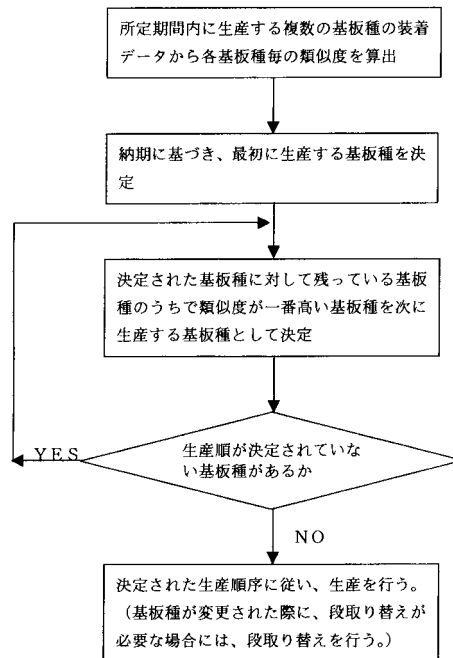 所定期間内に生産する複数の基板種の装着
データから各基板種毎の類似度を算出
納期に基づき、最初に生産する基板種を決
定
決定された基板種に対して残っている基板
種のうちで類似度が一番高い基板種を次に
生産する基板種として決定
生産順が決定されていな
い基板種があるか
YES
NO
決定された生産順序に従い、生産を行う。
（基板種が変更された際に、段取り替えが
必要な場合には、段取り替えを行う。）